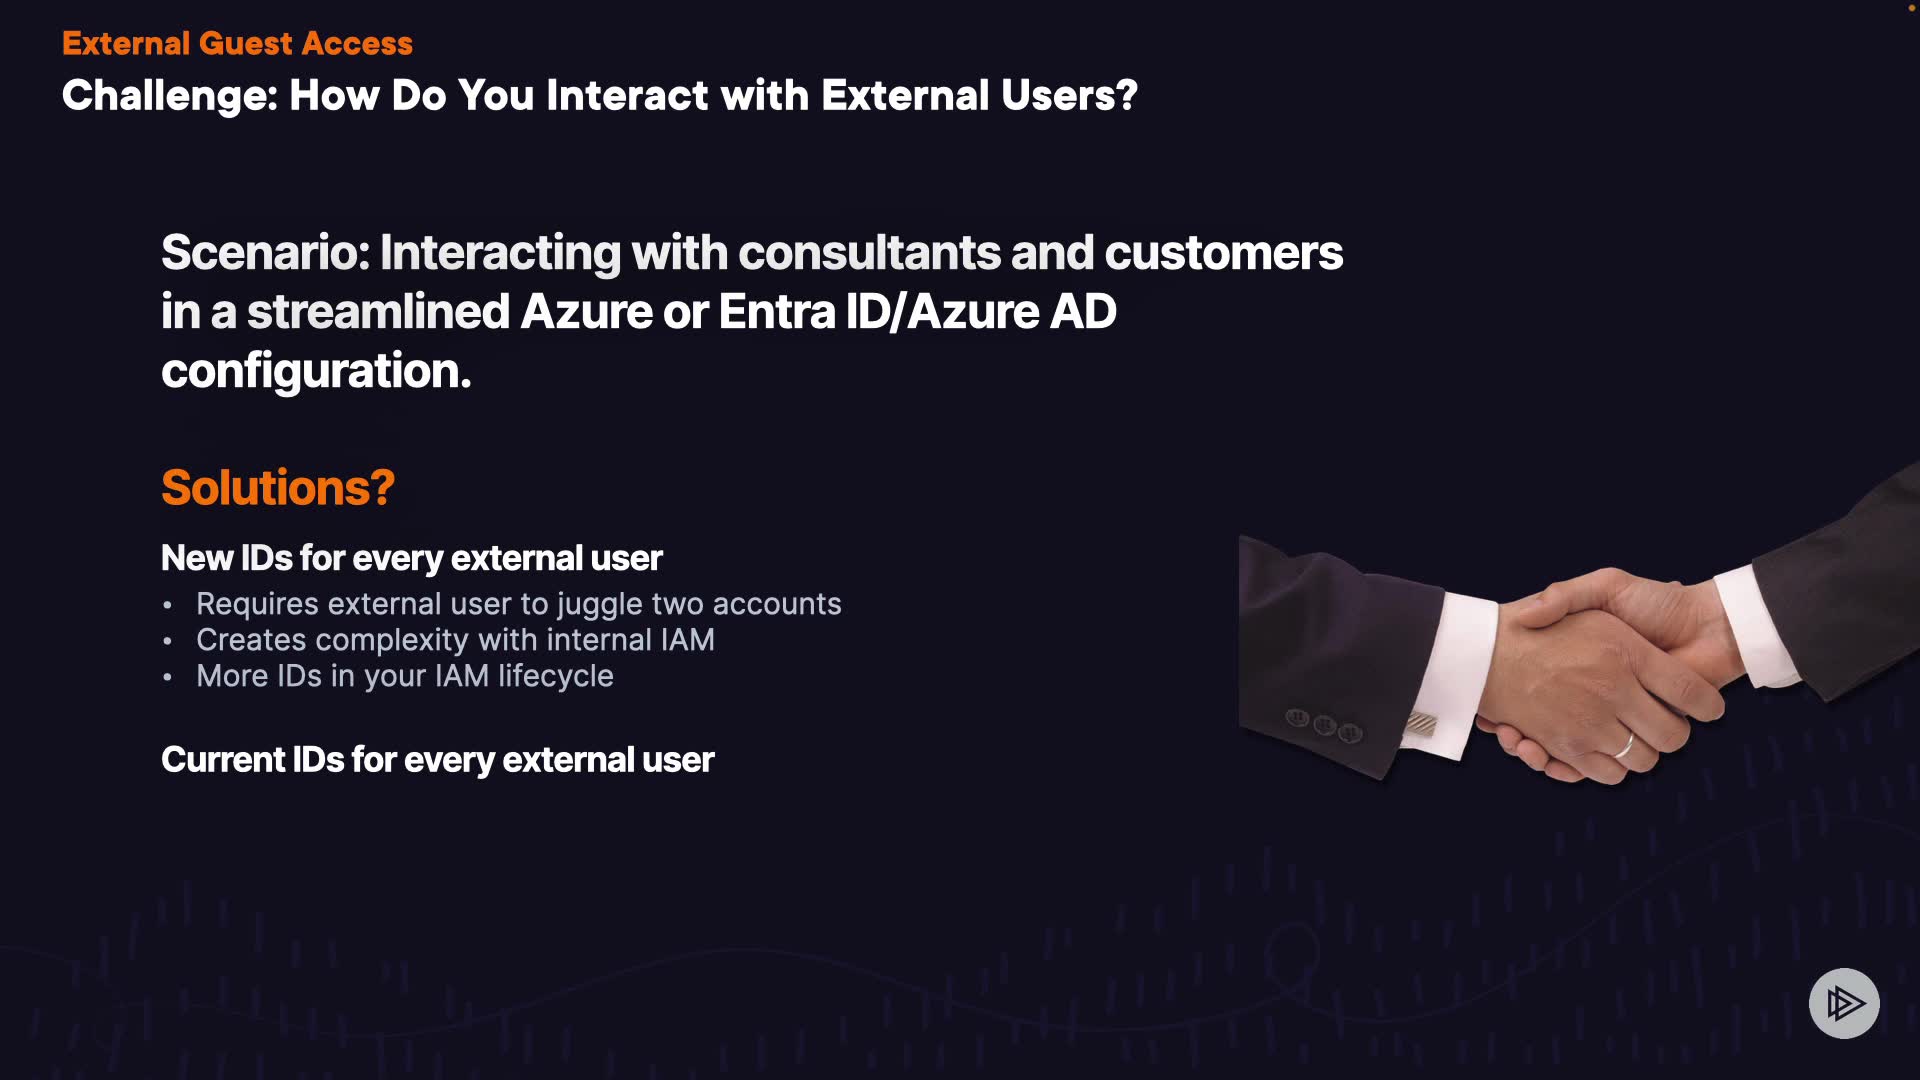 External Guest Access
Challenge: How Do You Interact with External Users?
Scenario: Interacting with consultants and customers
in a streamlined Azure or Entra ID/Azure AD
configuration.
Solutions?
New IDs for every external user
• Requires external user to juggle two accounts
• Creates complexity with internal IAM
• More IDs in your IAM lifecycle
Current IDs for every external user